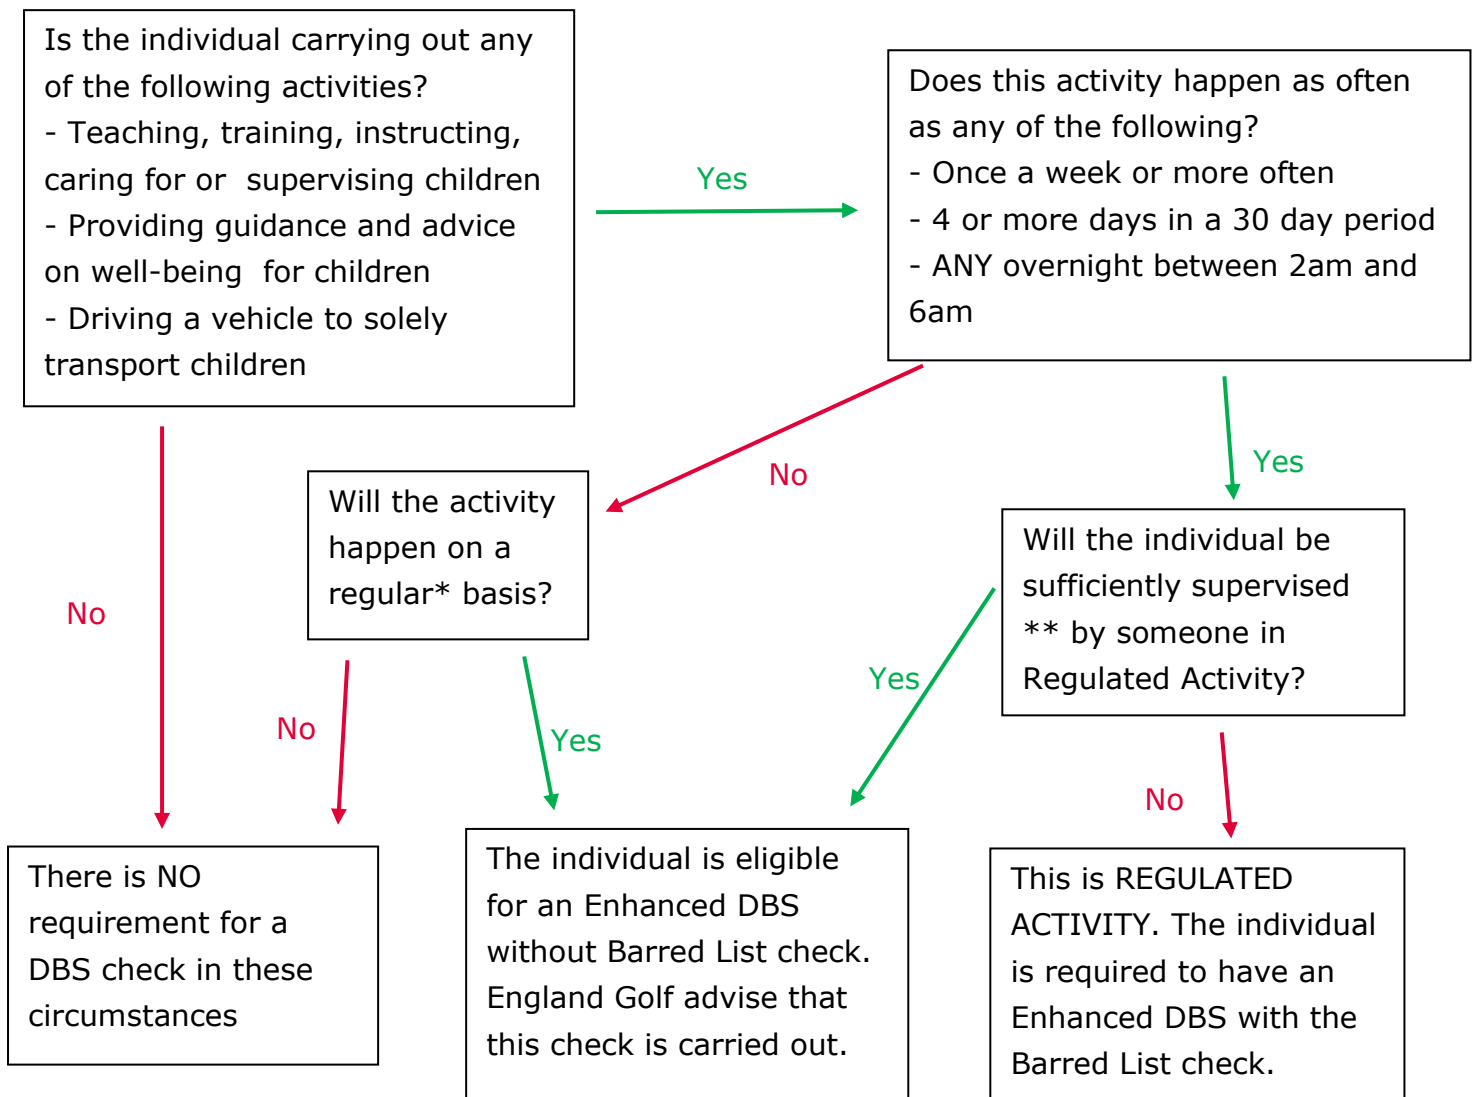 Is the individual carrying out any
of the following activities?
- Teaching, training, instructing,
caring for or  supervising children
- Providing guidance and advice
on well-being  for children
- Driving a vehicle to solely
transport children
Yes
Does this activity happen as often
as any of the following?
- Once a week or more often
- 4 or more days in a 30 day period
- ANY overnight between 2am and
6am
No
Yes
Will the activity
happen on a
regular* basis?
Will the individual be
sufficiently supervised
** by someone in
Regulated Activity?
No
No
Yes
Yes
No
There is NO
requirement for a
DBS check in these
circumstances
The individual is eligible
for an Enhanced DBS
without Barred List check.
England Golf advise that
this check is carried out.
This is REGULATED
ACTIVITY. The individual
is required to have an
Enhanced DBS with the
Barred List check.